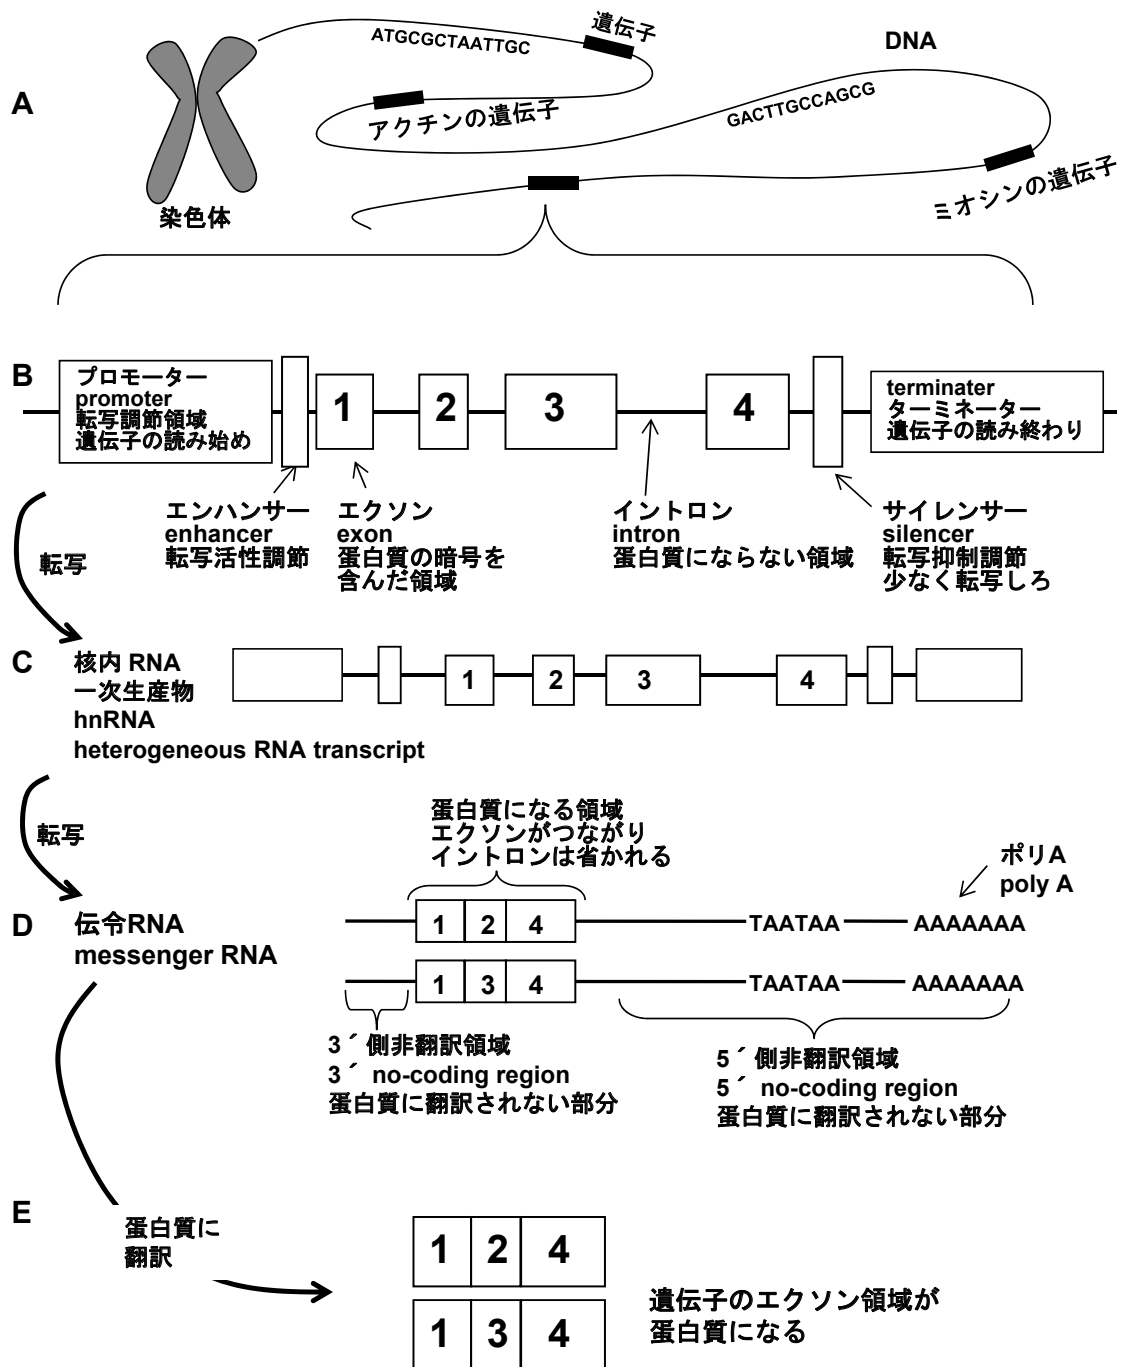 A
ATGCGCTAATTGC
遺伝子
DNA
アクチンの遺伝子
GACTTGCCAGCG
ミオシンの遺伝子
染色体
B
プロモーター
promoter
転写調節領域
遺伝子の読み始め
1
2
3
4
terminater
ターミネーター
遺伝子の読み終わり
エンハンサー
enhancer
転写活性調節
エクソン
exon
蛋白質の暗号を
含んだ領域
イントロン
intron
蛋白質にならない領域
サイレンサー
silencer
転写抑制調節
少なく転写しろ
転写
C
核内 RNA
一次生産物
hnRNA
heterogeneous RNA transcript
1
2
3
4
転写
蛋白質になる領域
エクソンがつながり
イントロンは省かれる
ポリA
poly A
D
伝令RNA
messenger RNA
1 2 4
TAATAA
AAAAAAA
1 3 4
TAATAA
AAAAAAA
3´ 側非翻訳領域
3´ no-coding region
蛋白質に翻訳されない部分
5´ 側非翻訳領域
5´ no-coding region
蛋白質に翻訳されない部分
E
蛋白質に
翻訳
1 2 4
1 3 4
遺伝子のエクソン領域が
蛋白質になる